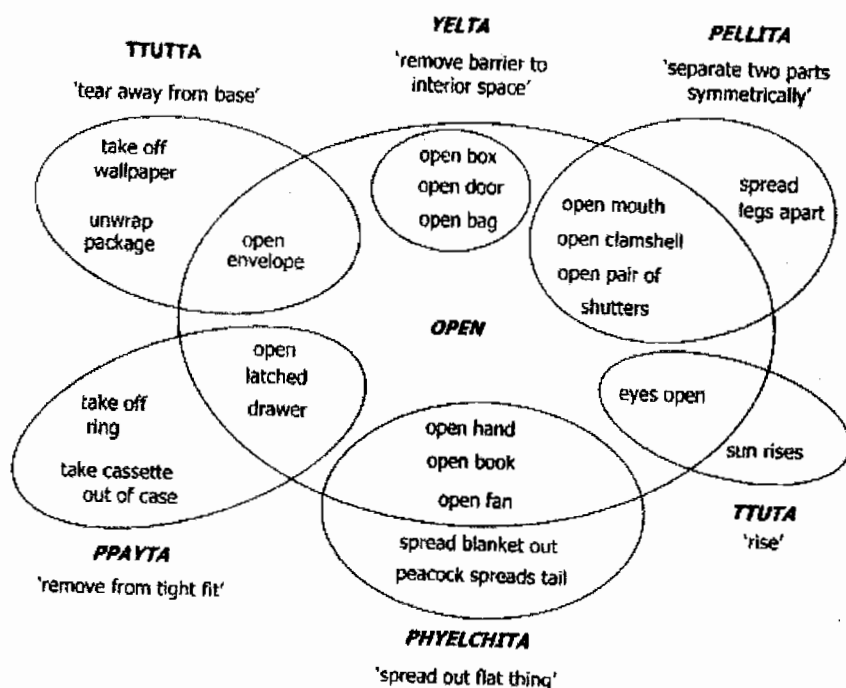 TTUTTA
'tear away from base'
take off
wallpaper
unwrap
package
open
envelope
YELTA
'remove barrier to
interior space'
open box
open door
open bag
PELLITA
'separate two parts
symmetrically'
open mouth
open clamshell
open pair of
shutters
spread
legs apart
OPEN
open
latched
drawer
take off
ring
take cassette
out of case
PPAYTA
'remove from tight fit'
open hand
open book
open fan
spread blanket out
peacock spreads tail
PHYELCHITA
'spread out flat thing'
eyes open
sun rises
TTUTA
'rise'